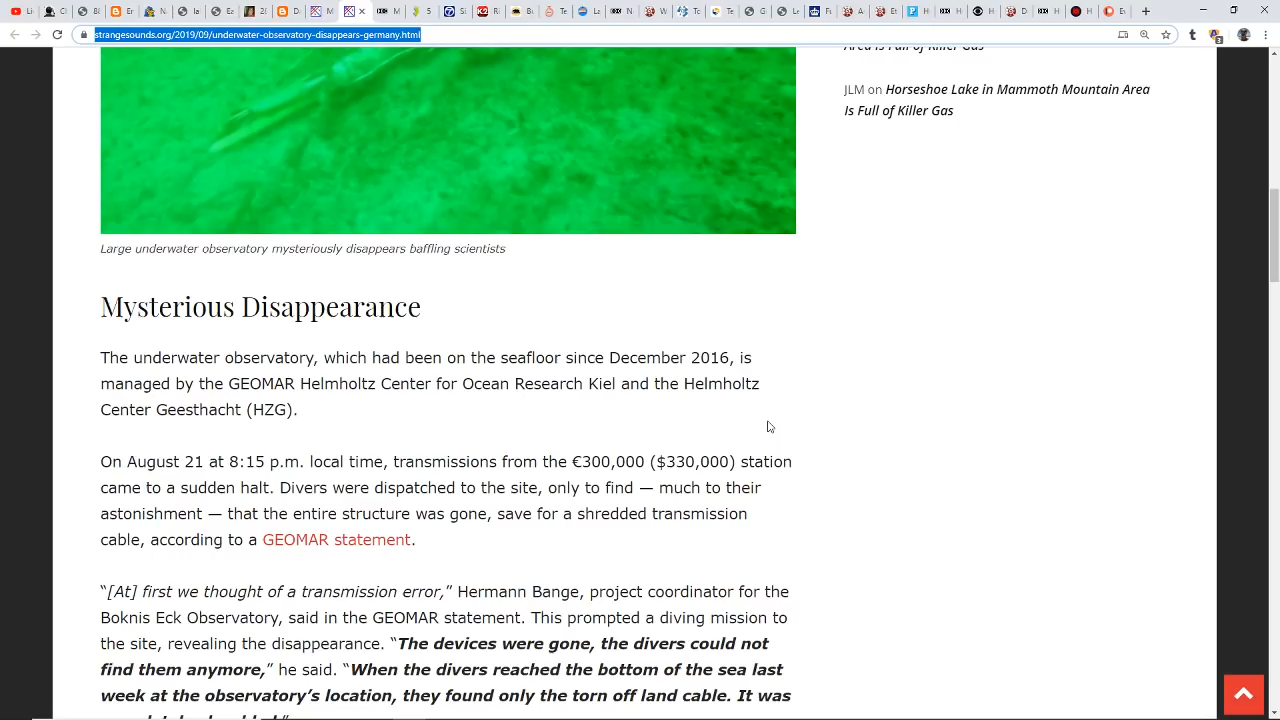 strangesounds.org/2019/09/underwater-observatory-disappears-germany.html
JLM on Horseshoe Lake in Mammoth Mountain Area
Is Full of Killer Gas
Large underwater observatory mysteriously disappears baffling scientists
Mysterious Disappearance
The underwater observatory, which had been on the seafloor since December 2016, is
managed by the GEOMAR Helmholtz Center for Ocean Research Kiel and the Helmholtz
Center Geesthacht (HZG).
On August 21 at 8:15 p.m. local time, transmissions from the €300,000 ($330,000) station
came to a sudden halt. Divers were dispatched to the site, only to find — much to their
astonishment — that the entire structure was gone, save for a shredded transmission
cable, according to a GEOMAR statement.
“[At] first we thought of a transmission error,” Hermann Bange, project coordinator for the
Boknis Eck Observatory, said in the GEOMAR statement. This prompted a diving mission to
the site, revealing the disappearance. “The devices were gone, the divers could not
find them anymore,” he said. “When the divers reached the bottom of the sea last
week at the observatory’s location, they found only the torn off land cable. It was